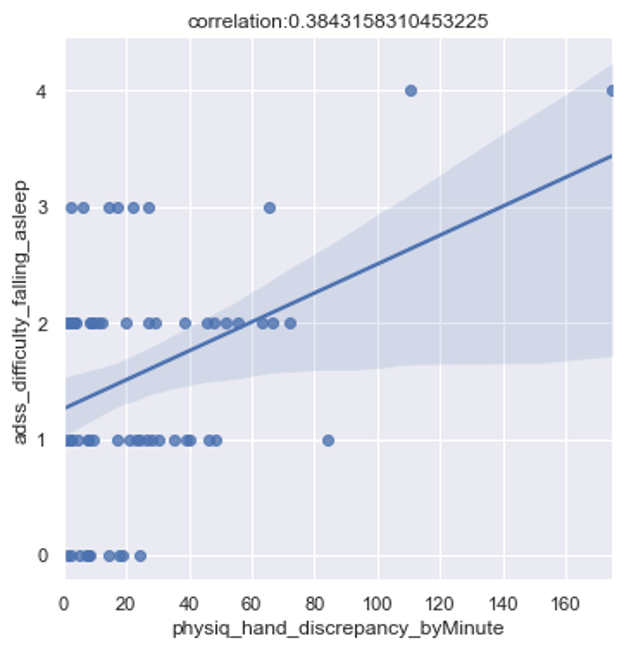 correlation:0.3843158310453225
4
3
2
1
0
adss_difficulty_falling_asleep
0 20 40 60 80 100 120 140 160
physiq_hand_discrepancy_byMinute